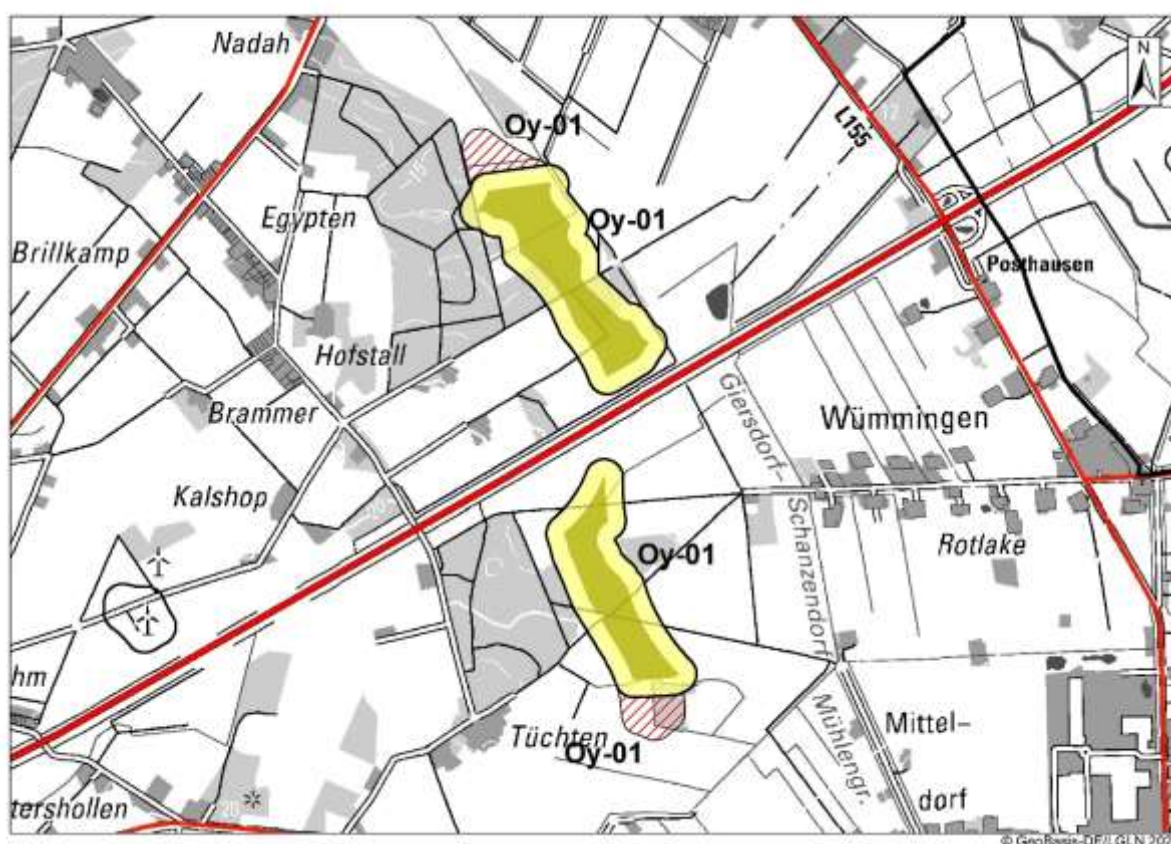 Nadah
N
Oy-01
L155
Egypten
Oy-01
Brillkamp
Posthausen
Hofstall
Brammer
Giersdorf-
Wümmingen
Kalshop
Schanzendorf
Rotlake
Oy-01
hm
Tüchten
Mühlengr.
Mittel-
Oy-01
dorf
tershollen